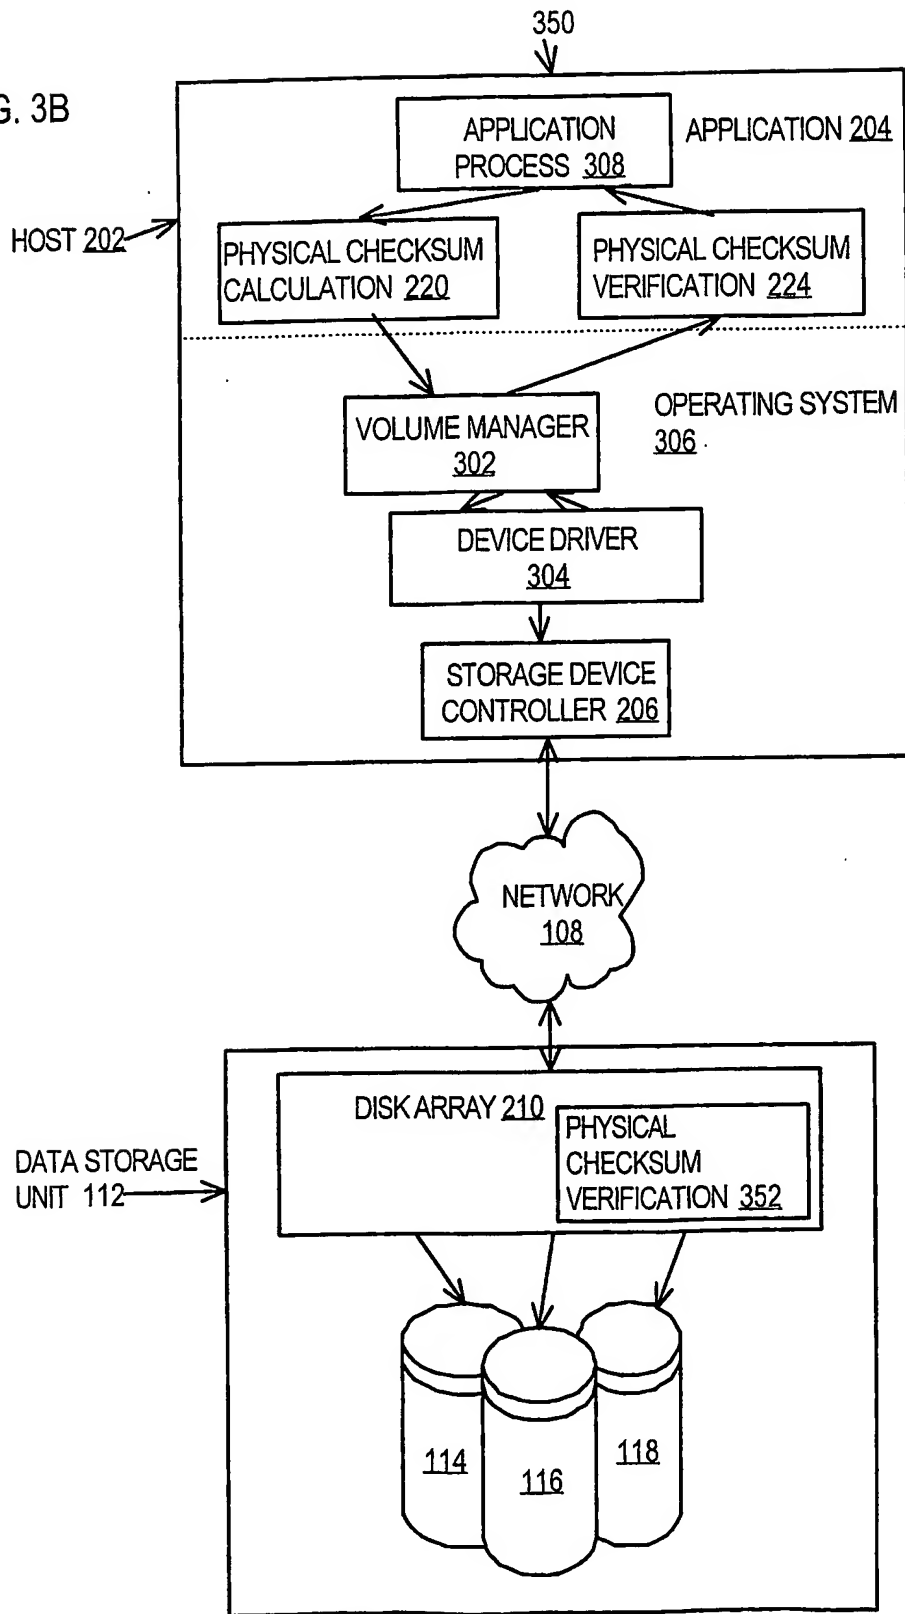 350
G. 3B
APPLICATION
PROCESS 308
APPLICATION 204
HOST 202
PHYSICAL CHECKSUM
CALCULATION 220
PHYSICAL CHECKSUM
VERIFICATION 224
VOLUME MANAGER
302
OPERATING SYSTEM
306
DEVICE DRIVER
304
STORAGE DEVICE
CONTROLLER 206
NETWORK
108
DISK ARRAY 210
PHYSICAL
CHECKSUM
VERIFICATION 352
DATA STORAGE
UNIT 112
114
116
118